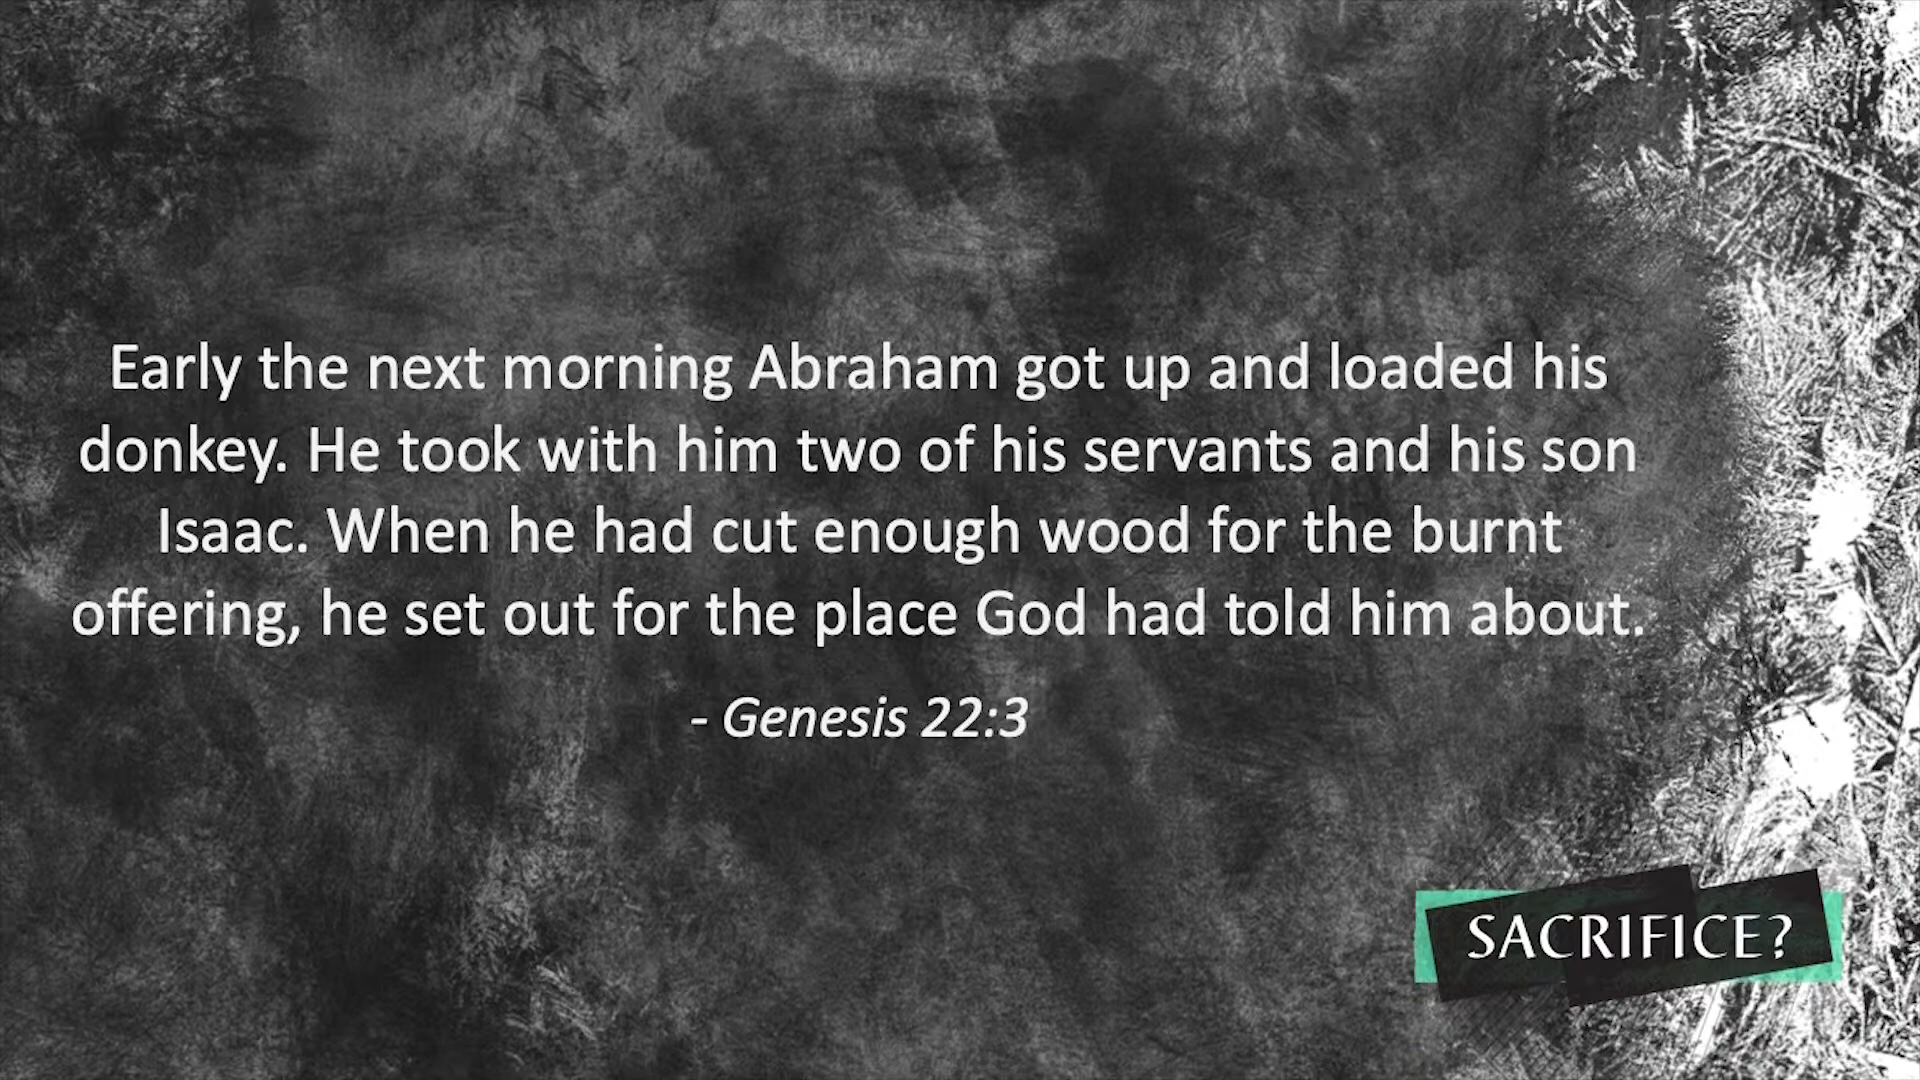 Early the next morning Abraham got up and loaded his
donkey. He took with him two of his servants and his son
Isaac. When he had cut enough wood for the burnt
offering, he set out for the place God had told him about.
- Genesis 22:3
SACRIFICE?